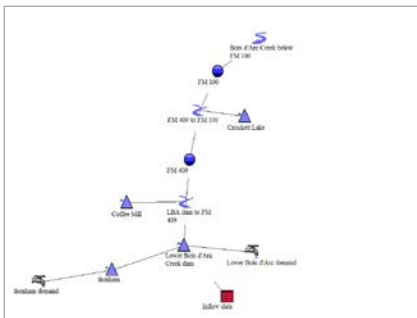 Bois d'Arc Creek below
FM 100
FM 100
FM 409 to FM 100
Crockett Lake
FM 409
Coffee Mill
LBA dam to FM
409
Lower Bois d'Arc
Creek dam
Lower Bois d'Arc demand
Bonham
Bonham demand
Inflow data